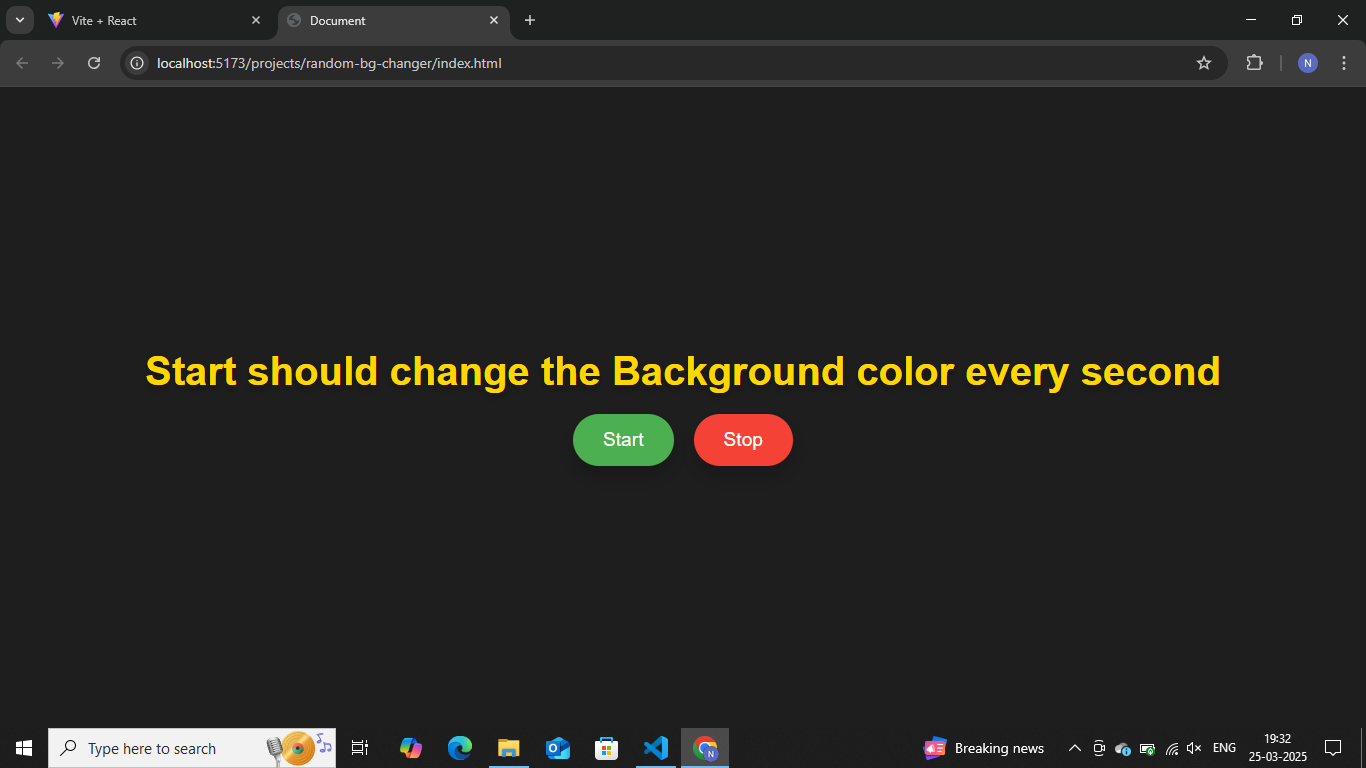 Vite + React
Document
localhost:5173/projects/random-bg-changer/index.html
N
Start should change the Background color every second
Start
Stop
Type here to search
N
Breaking news
ENG
19:32
25-03-2025